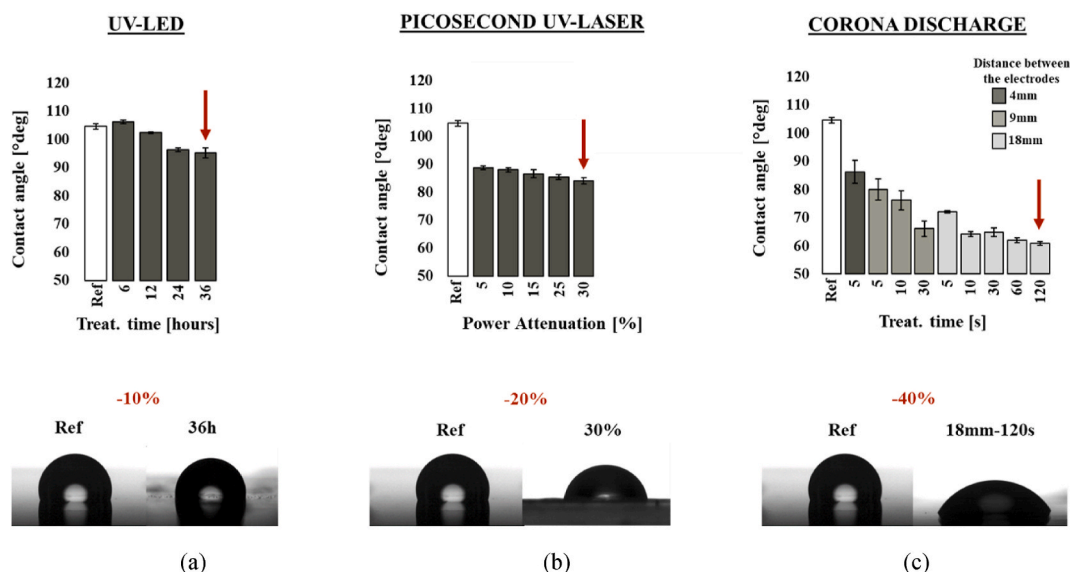 UV-LED
120
110
100
90
80
70
60
50
Contact angle [°deg]
Ref
6
12
24
36
Treat. time [hours]
-10%
Ref
36h
(a)
PICOSECOND UV-LASER
120
110
100
90
80
70
60
50
Contact angle [°deg]
Ref
5
10
15
25
30
Power Attenuation [%]
-20%
Ref
30%
(b)
CORONA DISCHARGE
Distance between
the electrodes
4mm
9mm
18mm
120
110
100
90
80
70
60
50
Contact angle [°deg]
Ref
5
5
10
30
5
10
30
60
120
Treat. time [s]
-40%
Ref
18mm-120s
(c)